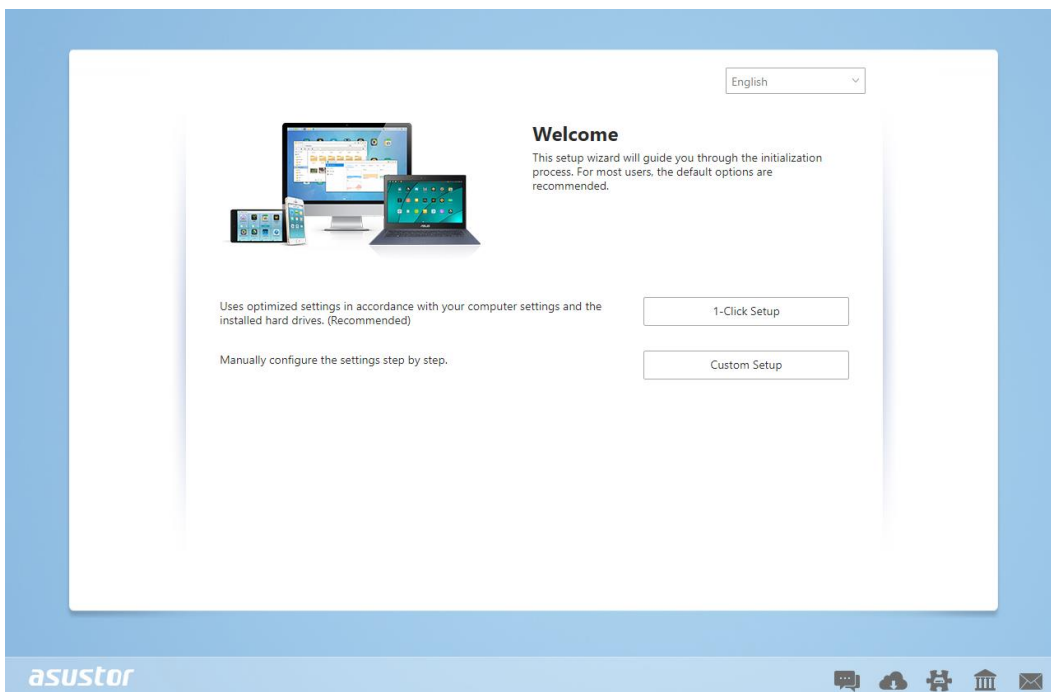 English
Welcome
This setup wizard will guide you through the initialization
process. For most users, the default options are
recommended.
Uses optimized settings in accordance with your computer settings and the
installed hard drives. (Recommended)
1-Click Setup
Manually configure the settings step by step.
Custom Setup
asustor